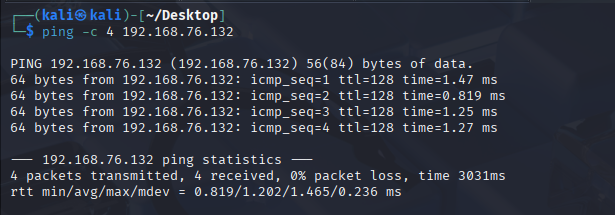 ┌──(kali㉿kali)-[~/Desktop]
└─$ ping -c 4 192.168.76.132
PING 192.168.76.132 (192.168.76.132) 56(84) bytes of data.
64 bytes from 192.168.76.132: icmp_seq=1 ttl=128 time=1.47 ms
64 bytes from 192.168.76.132: icmp_seq=2 ttl=128 time=0.819 ms
64 bytes from 192.168.76.132: icmp_seq=3 ttl=128 time=1.25 ms
64 bytes from 192.168.76.132: icmp_seq=4 ttl=128 time=1.27 ms
--- 192.168.76.132 ping statistics ---
4 packets transmitted, 4 received, 0% packet loss, time 3031ms
rtt min/avg/max/mdev = 0.819/1.202/1.465/0.236 ms